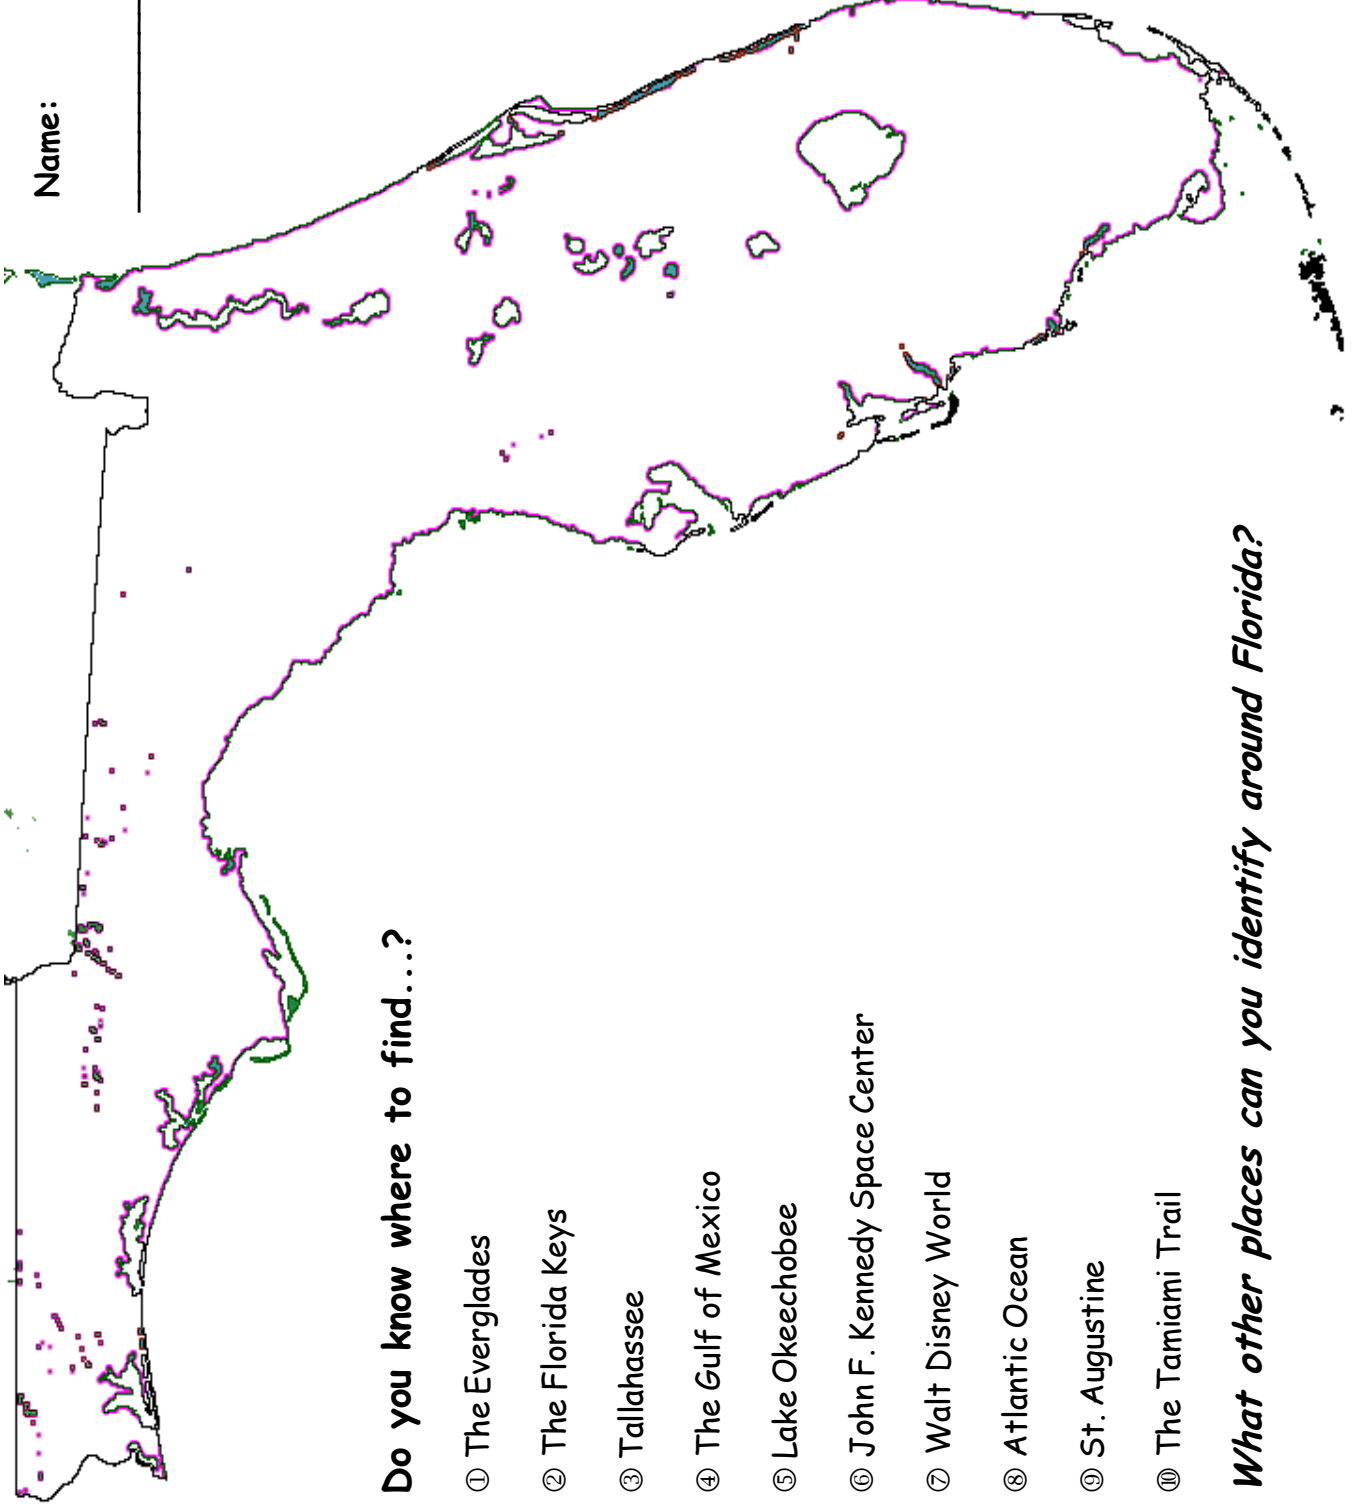 Name:
Do you know where to find...?
① The Everglades
② The Florida Keys
③ Tallahassee
④ The Gulf of Mexico
⑤ Lake Okeechobee
⑥ John F. Kennedy Space Center
⑦ Walt Disney World
⑧ Atlantic Ocean
⑨ St. Augustine
⑩ The Tamiami Trail
What other places can you identify around Florida?